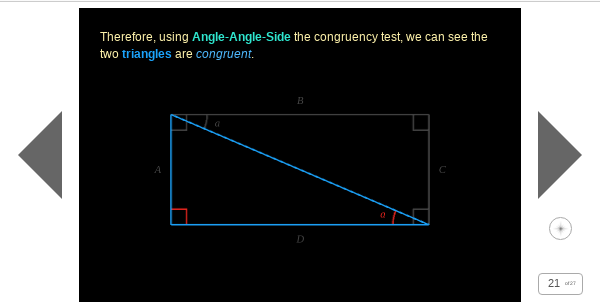 Therefore, using Angle-Angle-Side the congruency test, we can see the
two triangles are congruent.
B
a
A
C
o
D
21 of 27